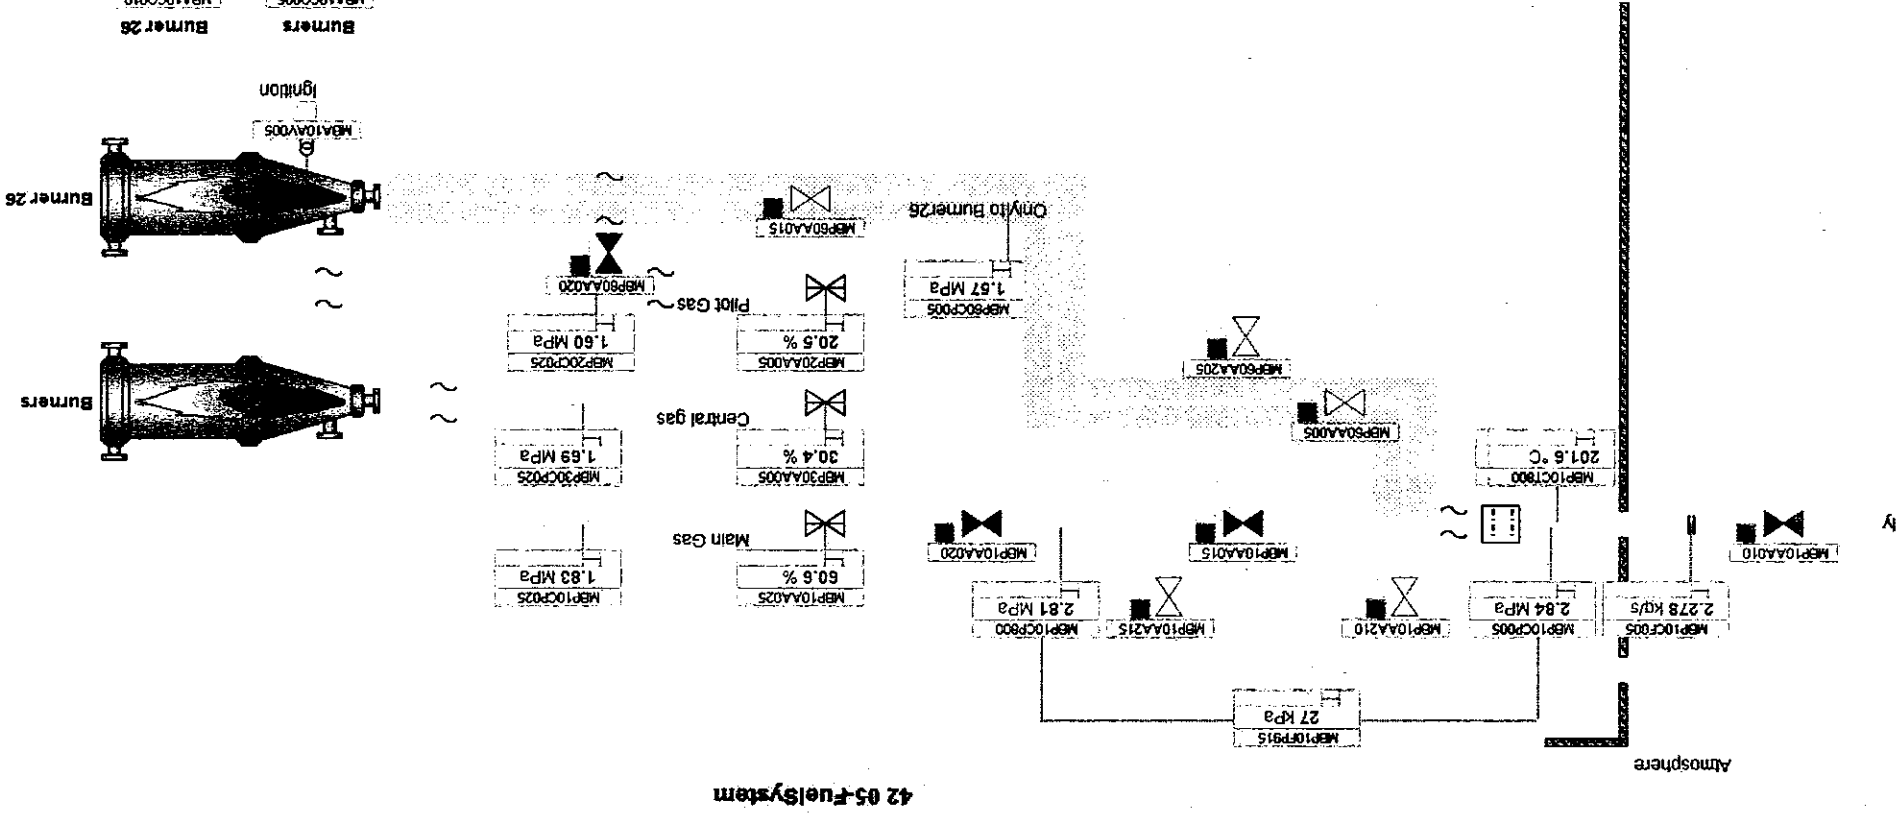 42 05-FuelSystem
Atmosphere
MBP10FP915
27 kPa
MBP10CF005
2.278 kg/s
MBP10CP005
2.84 MPa
MBP10AA210
MBP10AA215
MBP10CP800
2.81 MPa
MBP10AA025
60.6 %
MBP10CP025
1.83 MPa
ly
MBP10AA010
MBP10AA015
MBP10AA020
Main Gas
MBP10CT800
201.6 °C
MBP30AA005
30.4 %
MBP30CP025
1.69 MPa
MBP60AA005
Central gas
Burners
MBP60AA205
MBP20AA005
20.5 %
MBP20CP025
1.60 MPa
MBP60CP005
1.57 MPa
Pilot Gas
MBP80AA020
MBP60AA015
Only to Burner26
Burner 26
MBA10AV005
Ignition
Burners
Burner 26